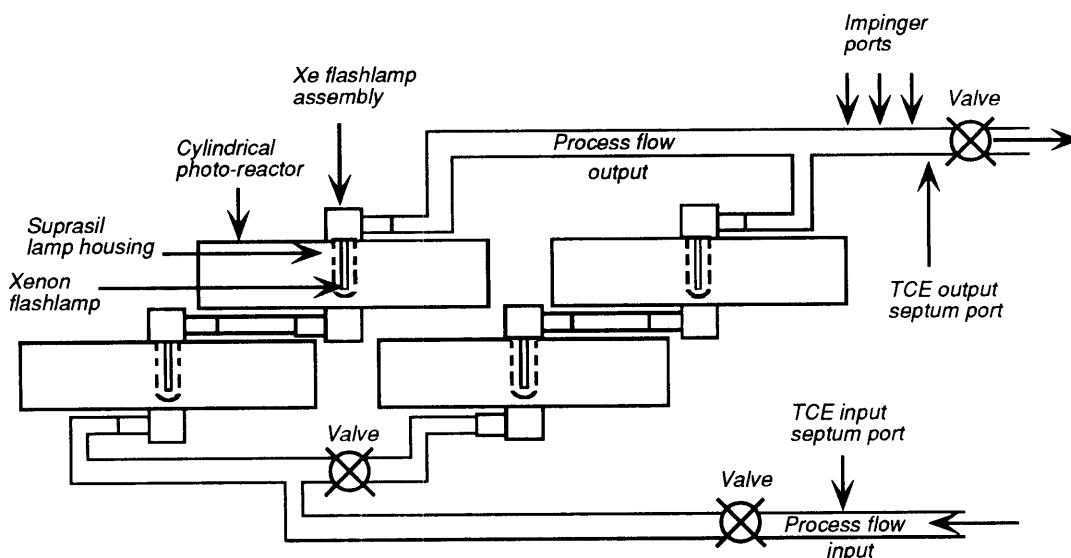 Impinger
ports
Xe flashlamp
assembly
Valve
Process flow
output
Cylindrical
photo-reactor
Suprasil
lamp housing
Xenon
flashlamp
TCE output
septum port
Valve
TCE input
septum port
Valve
Process flow
input